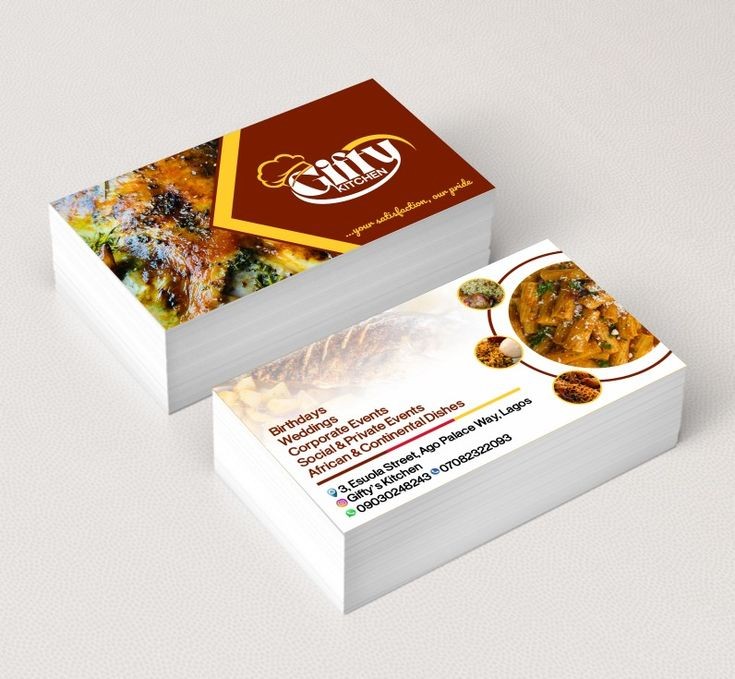 Gifty
KITCHEN
...your satisfaction, our pride
Birthdays
Weddings
Corporate Events
Social & Private Events
African & Continental Dishes
3, Esuola Street, Ago Palace Way, Lagos
Gifty's Kitchen
09030248243 07082322093